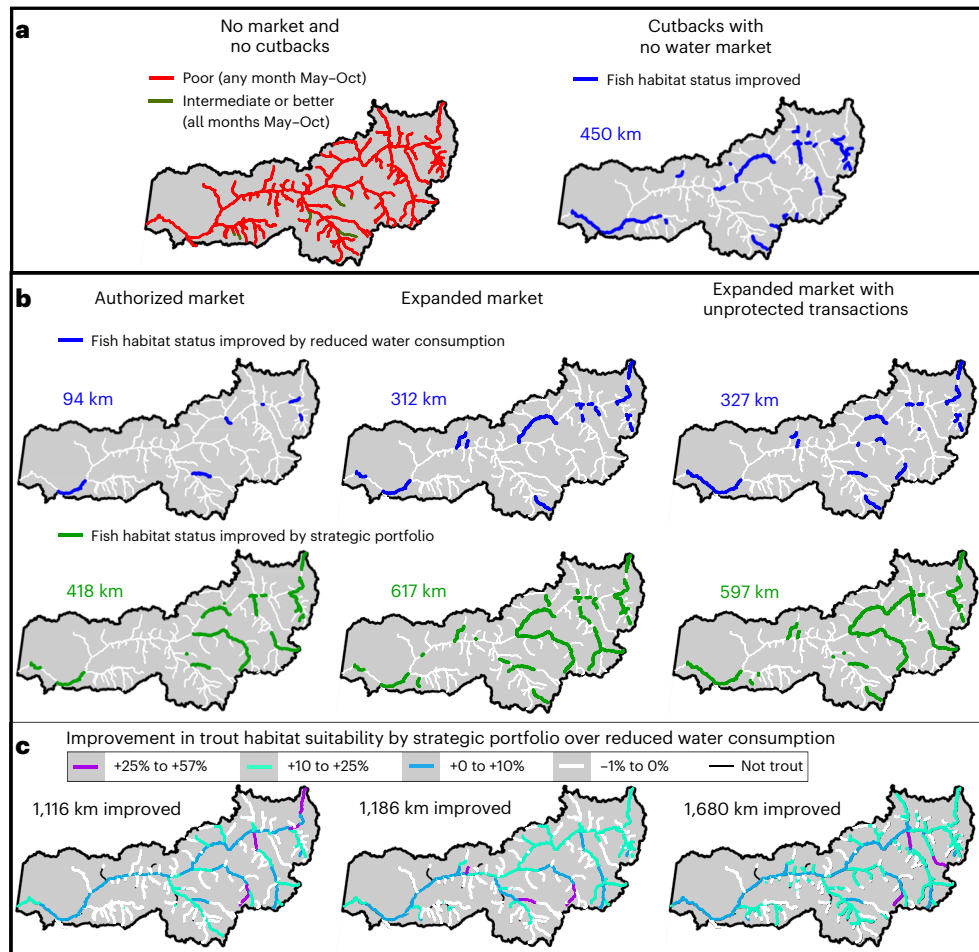 a
No market and
no cutbacks
Poor (any month May–Oct)
Intermediate or better
(all months May–Oct)
Cutbacks with
no water market
Fish habitat status improved
450 km
b
Authorized market
Expanded market
Expanded market with
unprotected transactions
Fish habitat status improved by reduced water consumption
94 km
312 km
327 km
Fish habitat status improved by strategic portfolio
418 km
617 km
597 km
c
Improvement in trout habitat suitability by strategic portfolio over reduced water consumption
+25% to +57%
+10 to +25%
+0 to +10%
–1% to 0%
Not trout
1,116 km improved
1,186 km improved
1,680 km improved